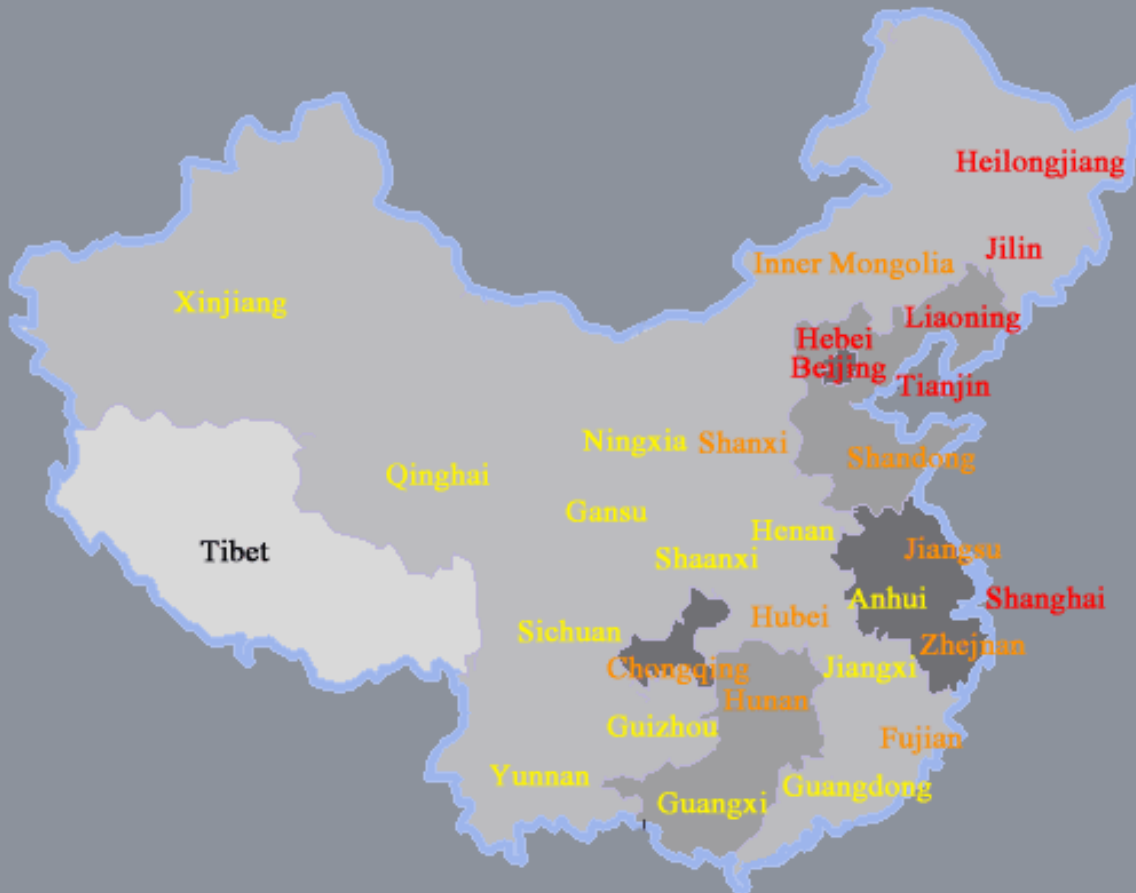 Heilongjiang
Jilin
Inner Mongolia
Xinjiang
Liaoning
Hebei
Beijing
Tianjin
Ningxia
Shanxi
Shandong
Qinghai
Gansu
Henan
Tibet
Shaanxi
Jiangsu
Anhui
Shanghai
Hubei
Sichuan
Zhejnan
Chongqing
Jiangxi
Hunan
Guizhou
Fujian
Yunnan
Guangdong
Guangxi